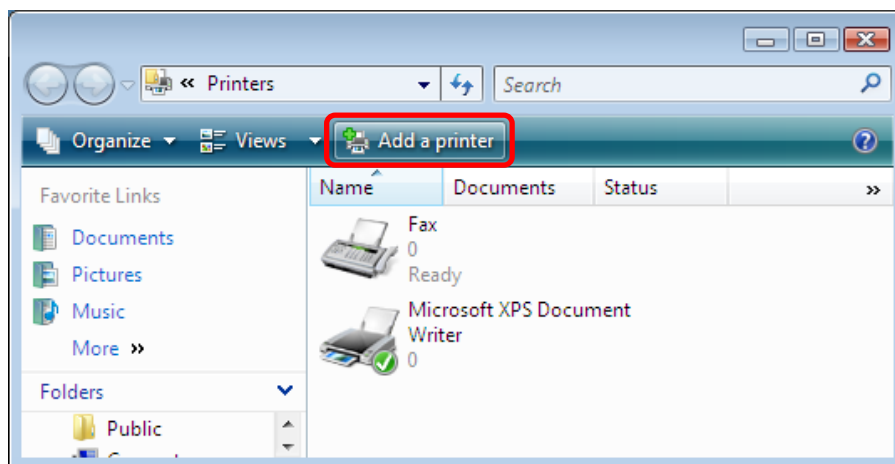 « Printers
Search
Organize Views Add a printer
Favorite Links
Documents
Pictures
Music
More »
Folders
Public
Name Documents Status »
Fax
0
Ready
Microsoft XPS Document
Writer
0